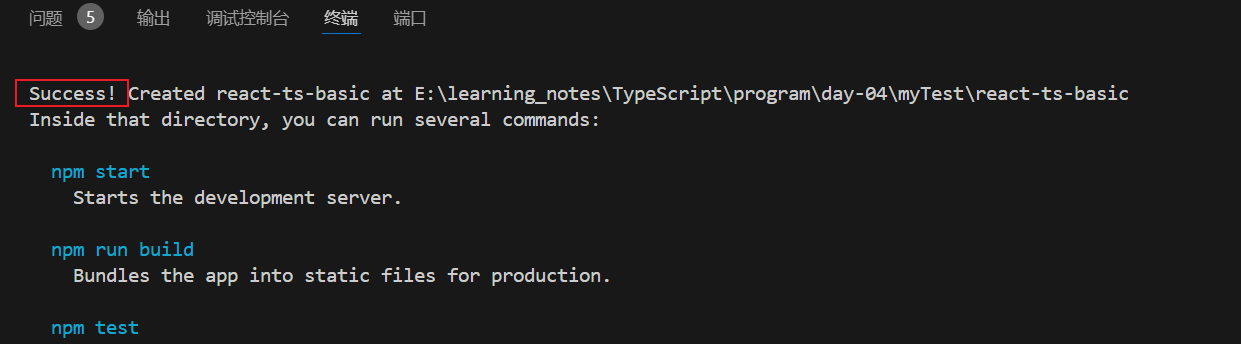 问题 5 输出 调试控制台 终端 端口
Success! Created react-ts-basic at E:\learning_notes\TypeScript\program\day-04\myTest\react-ts-basic
Inside that directory, you can run several commands:
npm start
Starts the development server.
npm run build
Bundles the app into static files for production.
npm test